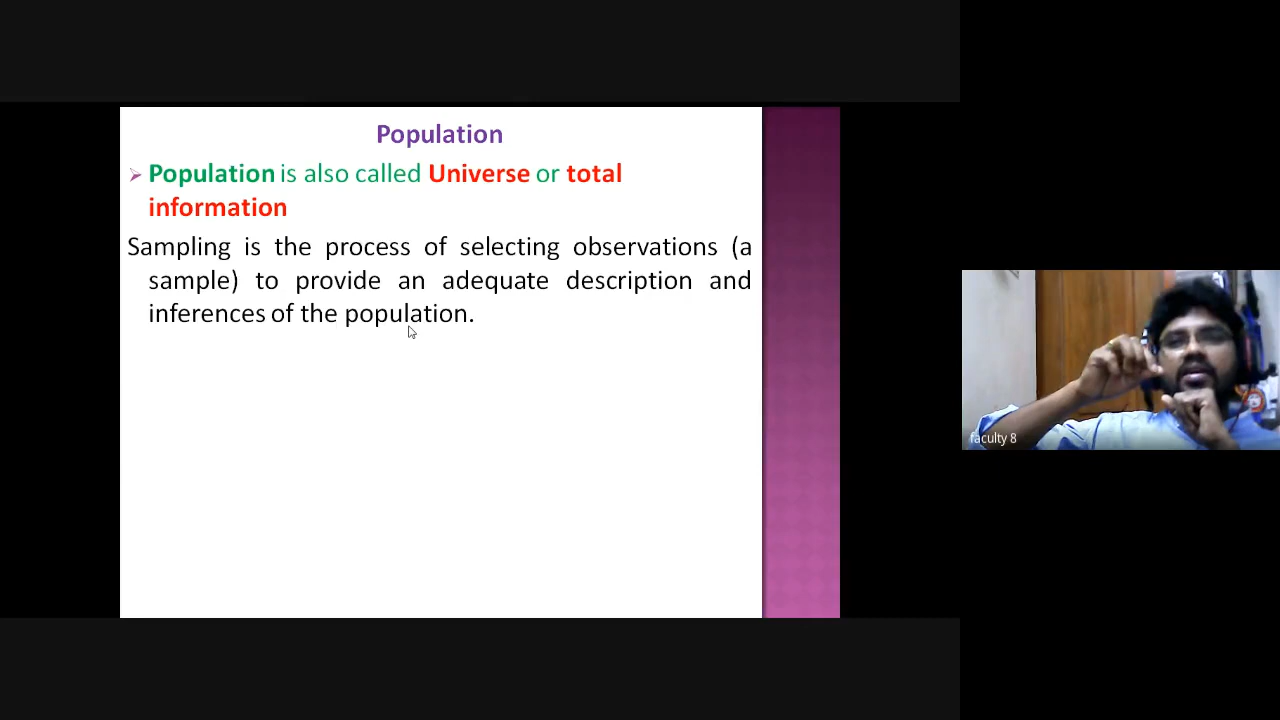 Population
Population is also called Universe or total
information
Sampling is the process of selecting observations (a
sample) to provide an adequate description and
inferences of the population.
faculty 8